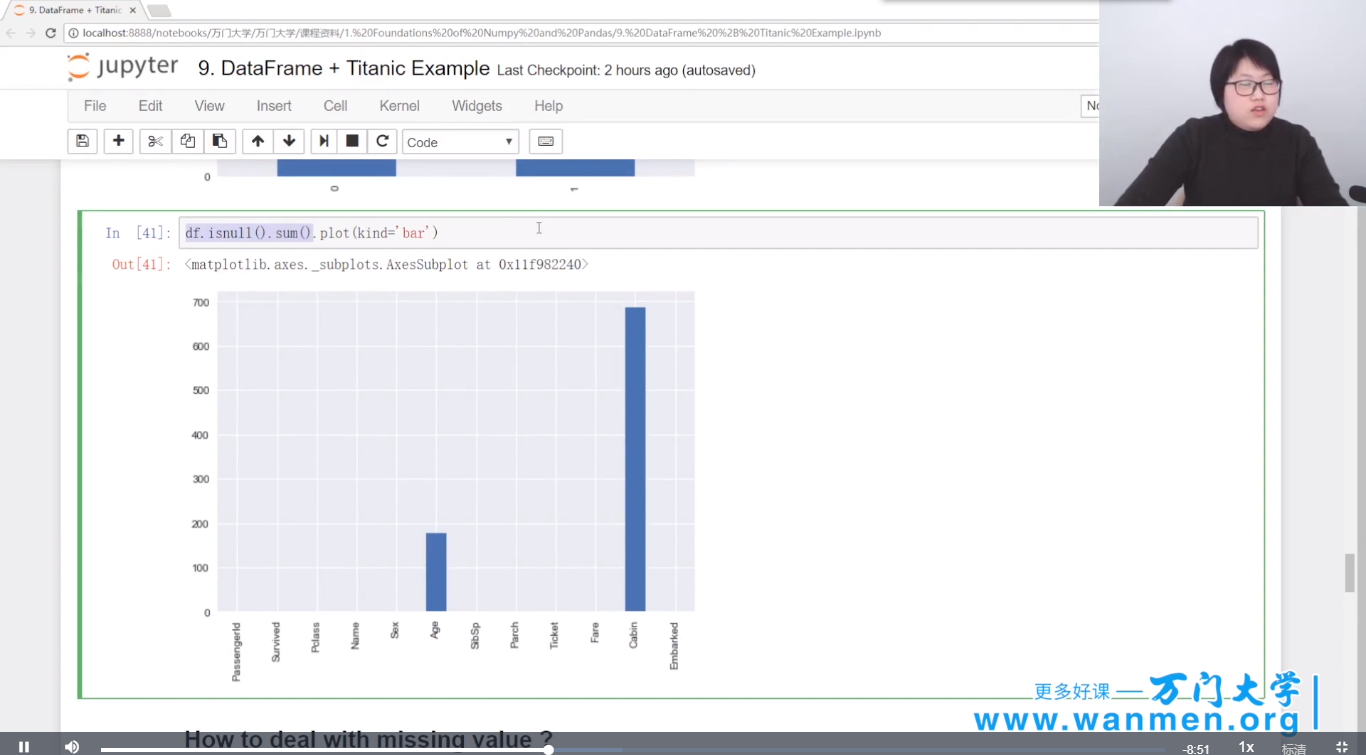 9. DataFrame + Titanic
localhost:8888/notebooks/万门大学/万门大学/课程资料/1.%20Foundations%20of%20Numpy%20and%20Pandas/9.%20DataFrame%20%2B%20Titanic%20Example.ipynb
jupyter 9. DataFrame + Titanic Example Last Checkpoint: 2 hours ago (autosaved)
File Edit View Insert Cell Kernel Widgets Help
Code
0
0 1
In [41]: df.isnull().sum().plot(kind='bar')
Out[41]: <matplotlib.axes._subplots.AxesSubplot at 0x11f982240>
700
600
500
400
300
200
100
0
PassengerId Survived Pclass Name Sex Age SibSp Parch Ticket Fare Cabin Embarked
更多好课 — 万门大学
www.wanmen.org
How to deal with missing value ?
-8:51 1x 标清